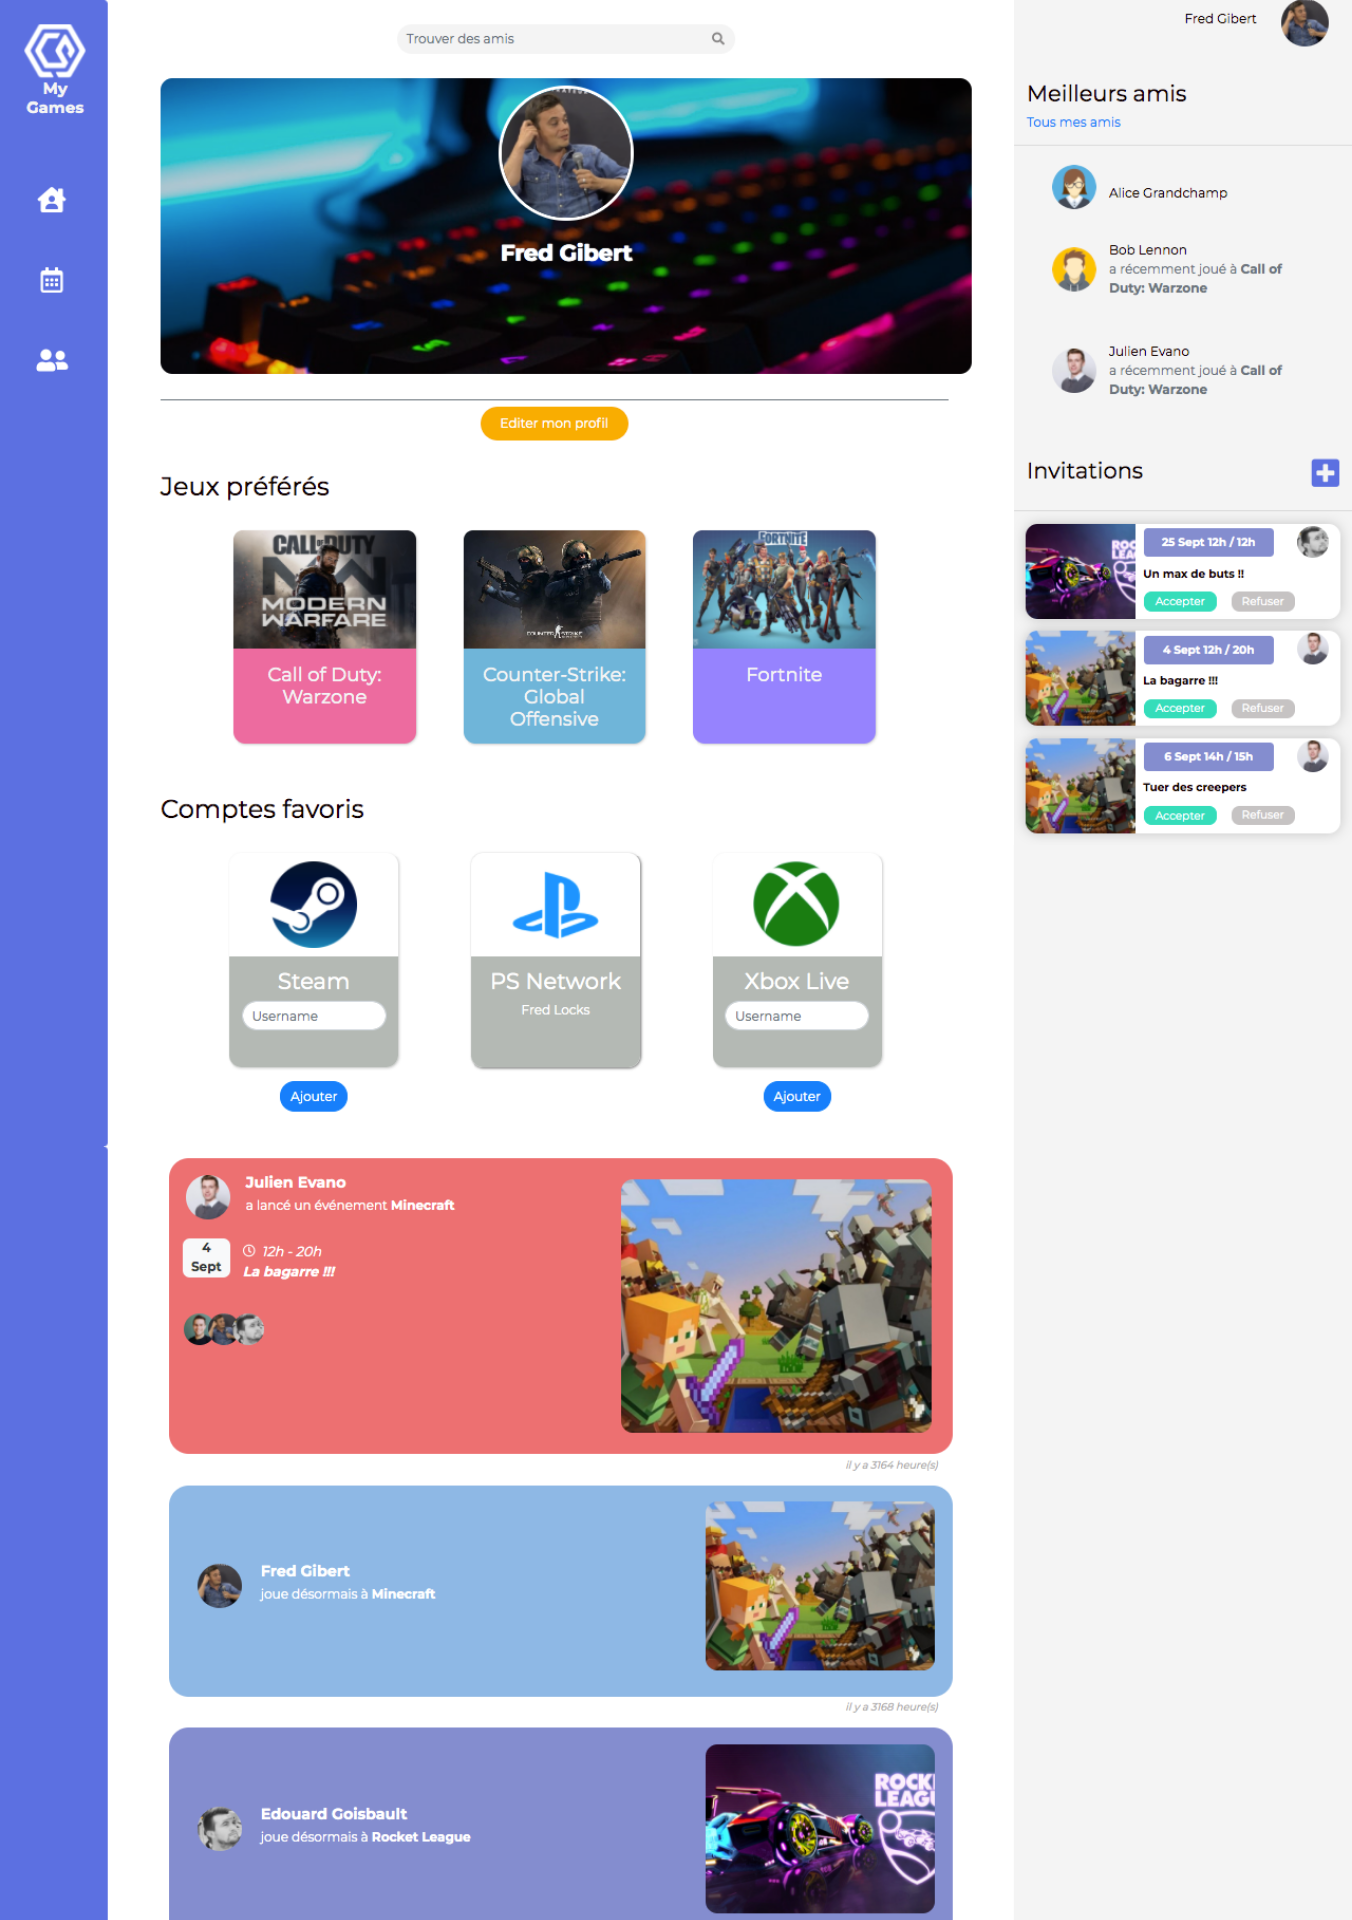 My
Games
Trouver des amis
Fred Gibert
Editer mon profil
Jeux préférés
CALL OF DUTY
MODERN
WARFARE
Call of Duty:
Warzone
COUNTER STRIKE
Counter-Strike:
Global
Offensive
FORTNITE
Fortnite
Comptes favoris
Steam
Username
Ajouter
PS Network
Fred Locks
Xbox Live
Username
Ajouter
Julien Evano
a lancé un événement Minecraft
4
Sept
12h - 20h
La bagarre !!!
il y a 3164 heure(s)
Fred Gibert
joue désormais à Minecraft
il y a 3168 heure(s)
Edouard Goisbault
joue désormais à Rocket League
ROCK
LEAGU
Fred Gibert
Meilleurs amis
Tous mes amis
Alice Grandchamp
Bob Lennon
a récemment joué à Call of
Duty: Warzone
Julien Evano
a récemment joué à Call of
Duty: Warzone
Invitations
ROC
LEA
25 Sept 12h / 12h
Un max de buts !!
Accepter Refuser
4 Sept 12h / 20h
La bagarre !!!
Accepter Refuser
6 Sept 14h / 15h
Tuer des creepers
Accepter Refuser